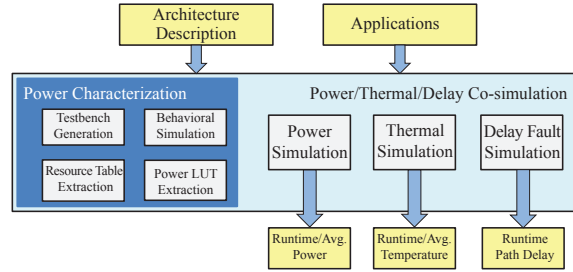 Architecture
Description
Applications
Power Characterization
Power/Thermal/Delay Co-simulation
Testbench
Generation
Behavioral
Simulation
Resource Table
Extraction
Power LUT
Extraction
Power
Simulation
Thermal
Simulation
Delay Fault
Simulation
Runtime/Avg.
Power
Runtime/Avg.
Temperature
Runtime
Path Delay